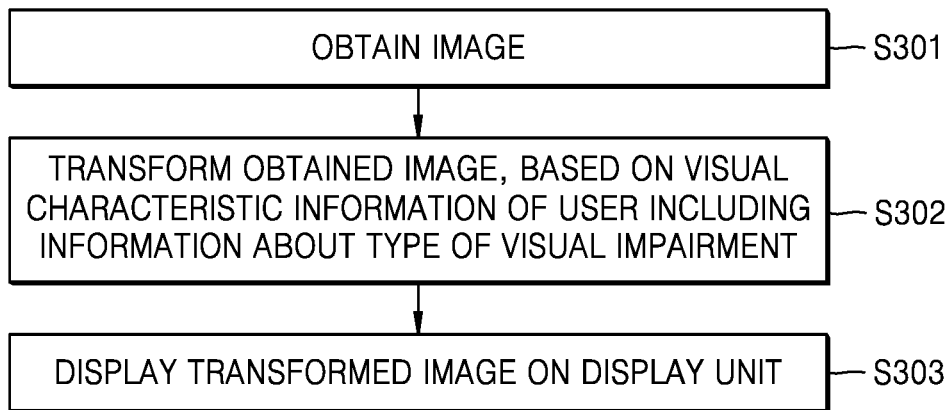 OBTAIN IMAGE
S301
TRANSFORM OBTAINED IMAGE, BASED ON VISUAL
CHARACTERISTIC INFORMATION OF USER INCLUDING
INFORMATION ABOUT TYPE OF VISUAL IMPAIRMENT
S302
DISPLAY TRANSFORMED IMAGE ON DISPLAY UNIT
S303